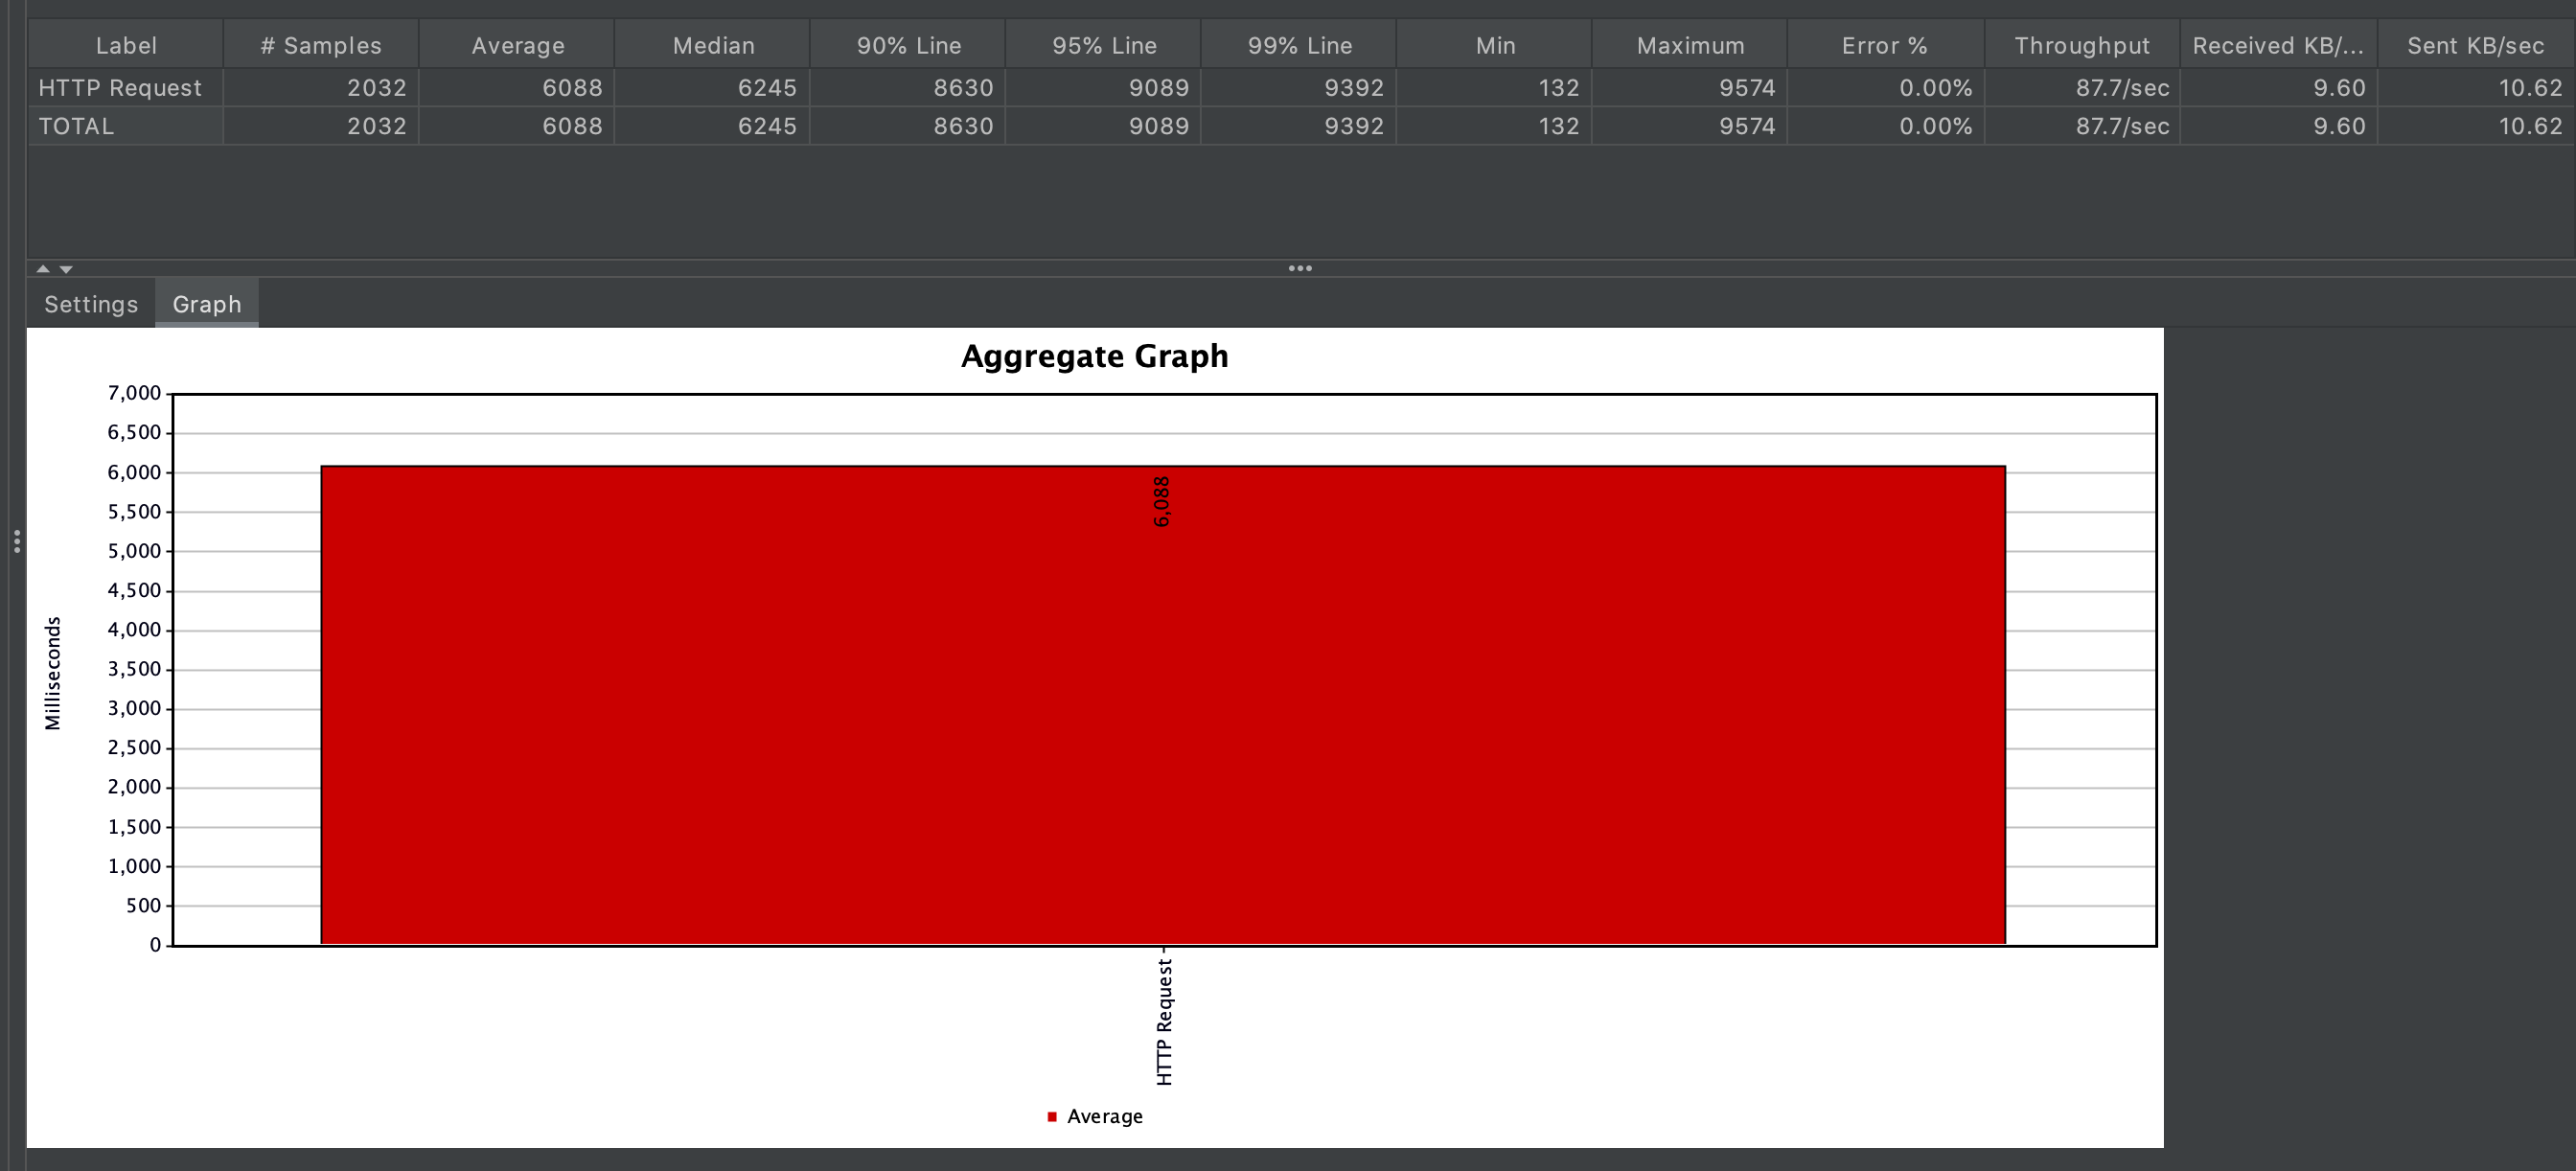 Label # Samples Average Median 90% Line 95% Line 99% Line Min Maximum Error % Throughput Received KB/... Sent KB/sec
HTTP Request 2032 6088 6245 8630 9089 9392 132 9574 0.00% 87.7/sec 9.60 10.62
TOTAL 2032 6088 6245 8630 9089 9392 132 9574 0.00% 87.7/sec 9.60 10.62
Settings Graph
Aggregate Graph
7,000
6,500
6,000
5,500
5,000
4,500
4,000
3,500
3,000
2,500
2,000
1,500
1,000
500
0
Milliseconds
6,088
HTTP Request
Average